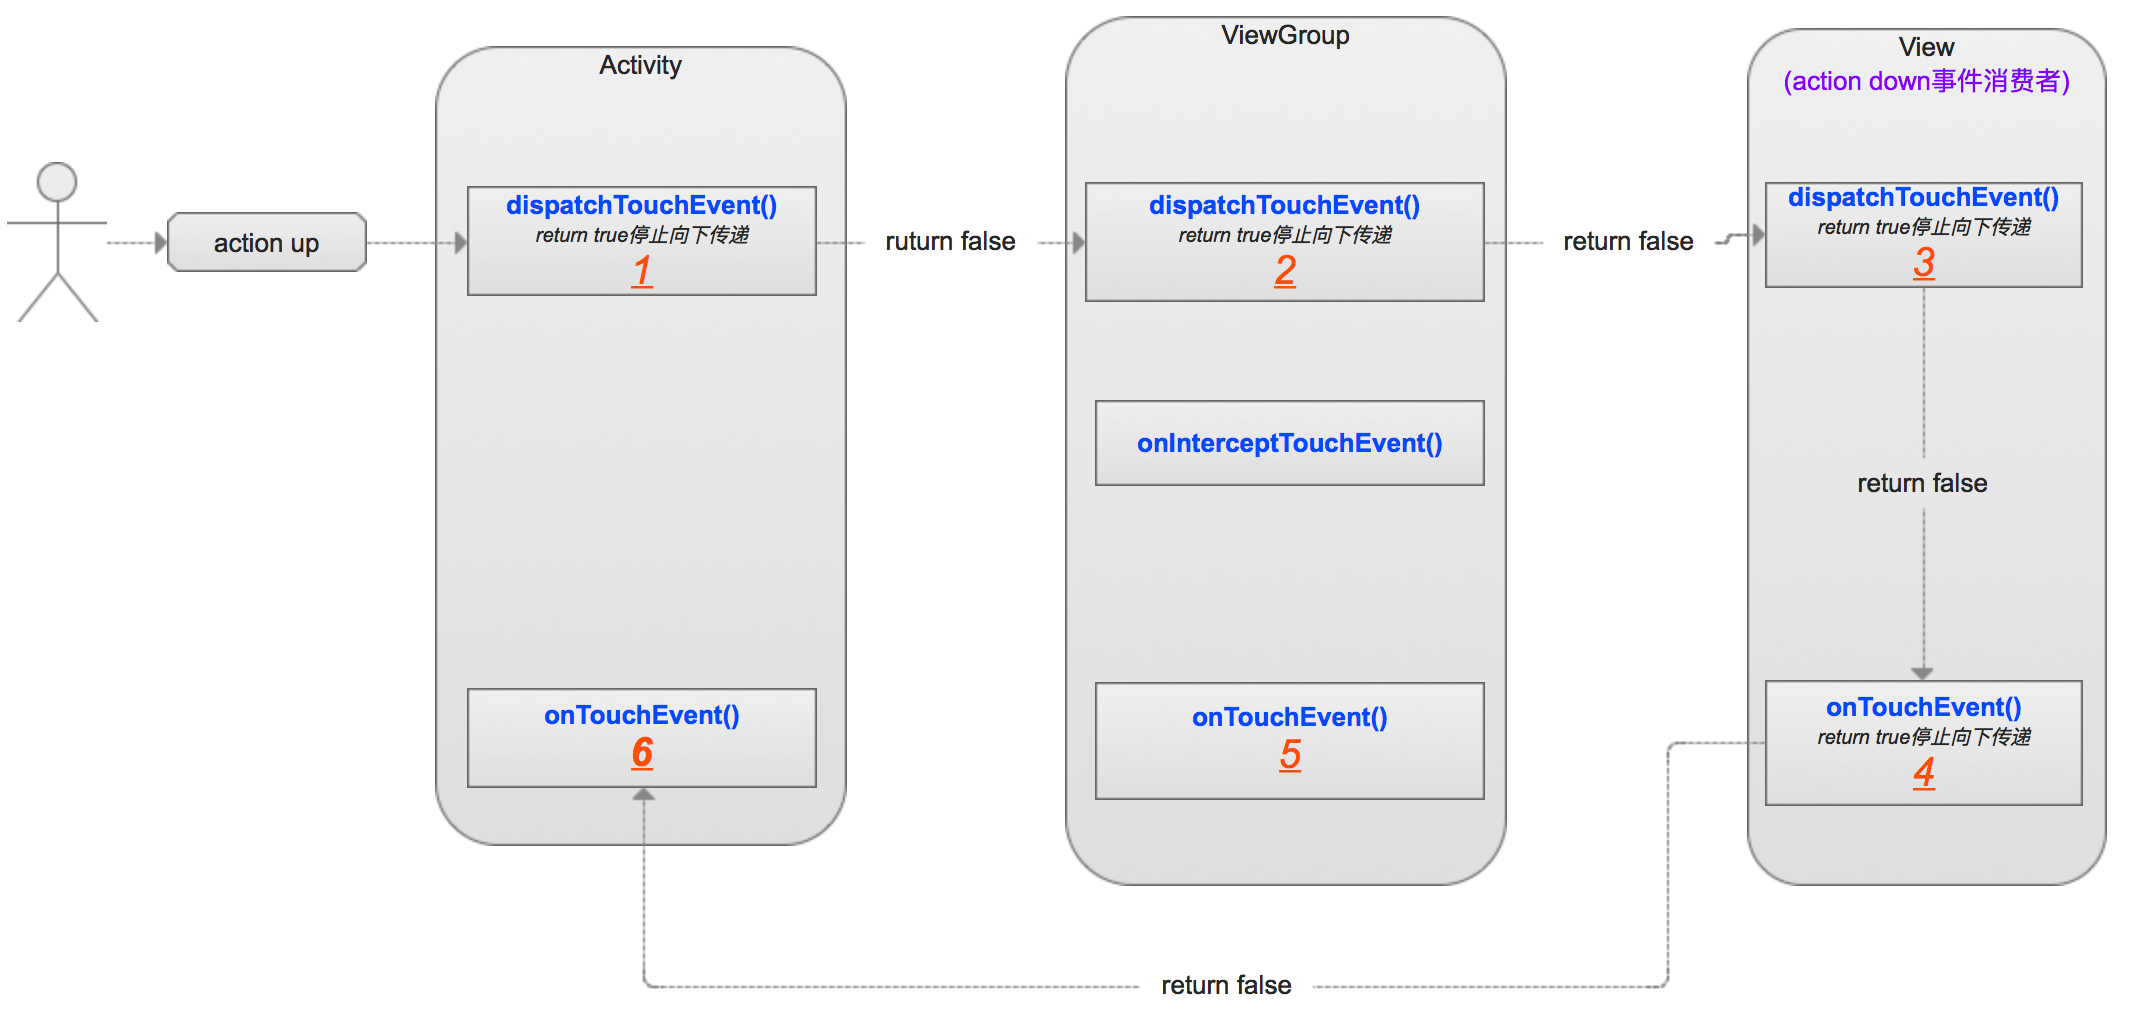 action up
Activity
dispatchTouchEvent()
return true停止向下传递
1
ruturn false
onTouchEvent()
6
ViewGroup
dispatchTouchEvent()
return true停止向下传递
2
return false
onInterceptTouchEvent()
onTouchEvent()
5
View
(action down事件消费者)
dispatchTouchEvent()
return true停止向下传递
3
return false
onTouchEvent()
return true停止向下传递
4
return false